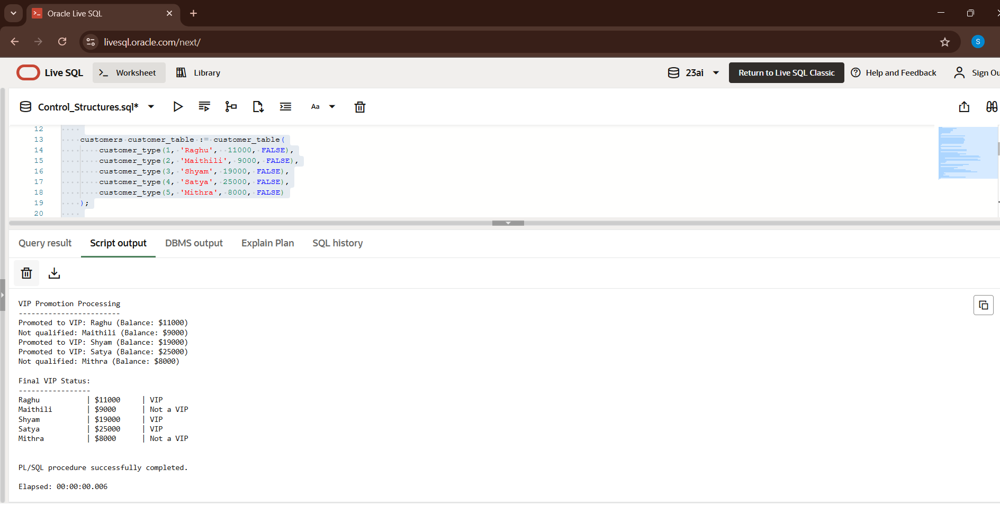 Oracle Live SQL
livesql.oracle.com/next/
S
Live SQL
Worksheet
Library
23ai
Return to Live SQL Classic
Help and Feedback
Sign Ou
Control_Structures.sql*
Aa
12
13 customers customer_table := customer_table(
14 customer_type(1, 'Raghu', 11000, FALSE),
15 customer_type(2, 'Maithili', 9000, FALSE),
16 customer_type(3, 'Shyam', 19000, FALSE),
17 customer_type(4, 'Satya', 25000, FALSE),
18 customer_type(5, 'Mithra', 8000, FALSE)
19 );
20
Query result
Script output
DBMS output
Explain Plan
SQL history
VIP Promotion Processing
------------------------
Promoted to VIP: Raghu (Balance: $11000)
Not qualified: Maithili (Balance: $9000)
Promoted to VIP: Shyam (Balance: $19000)
Promoted to VIP: Satya (Balance: $25000)
Not qualified: Mithra (Balance: $8000)
Final VIP Status:
-----------------
Raghu | $11000 | VIP
Maithili | $9000 | Not a VIP
Shyam | $19000 | VIP
Satya | $25000 | VIP
Mithra | $8000 | Not a VIP
PL/SQL procedure successfully completed.
Elapsed: 00:00:00.006